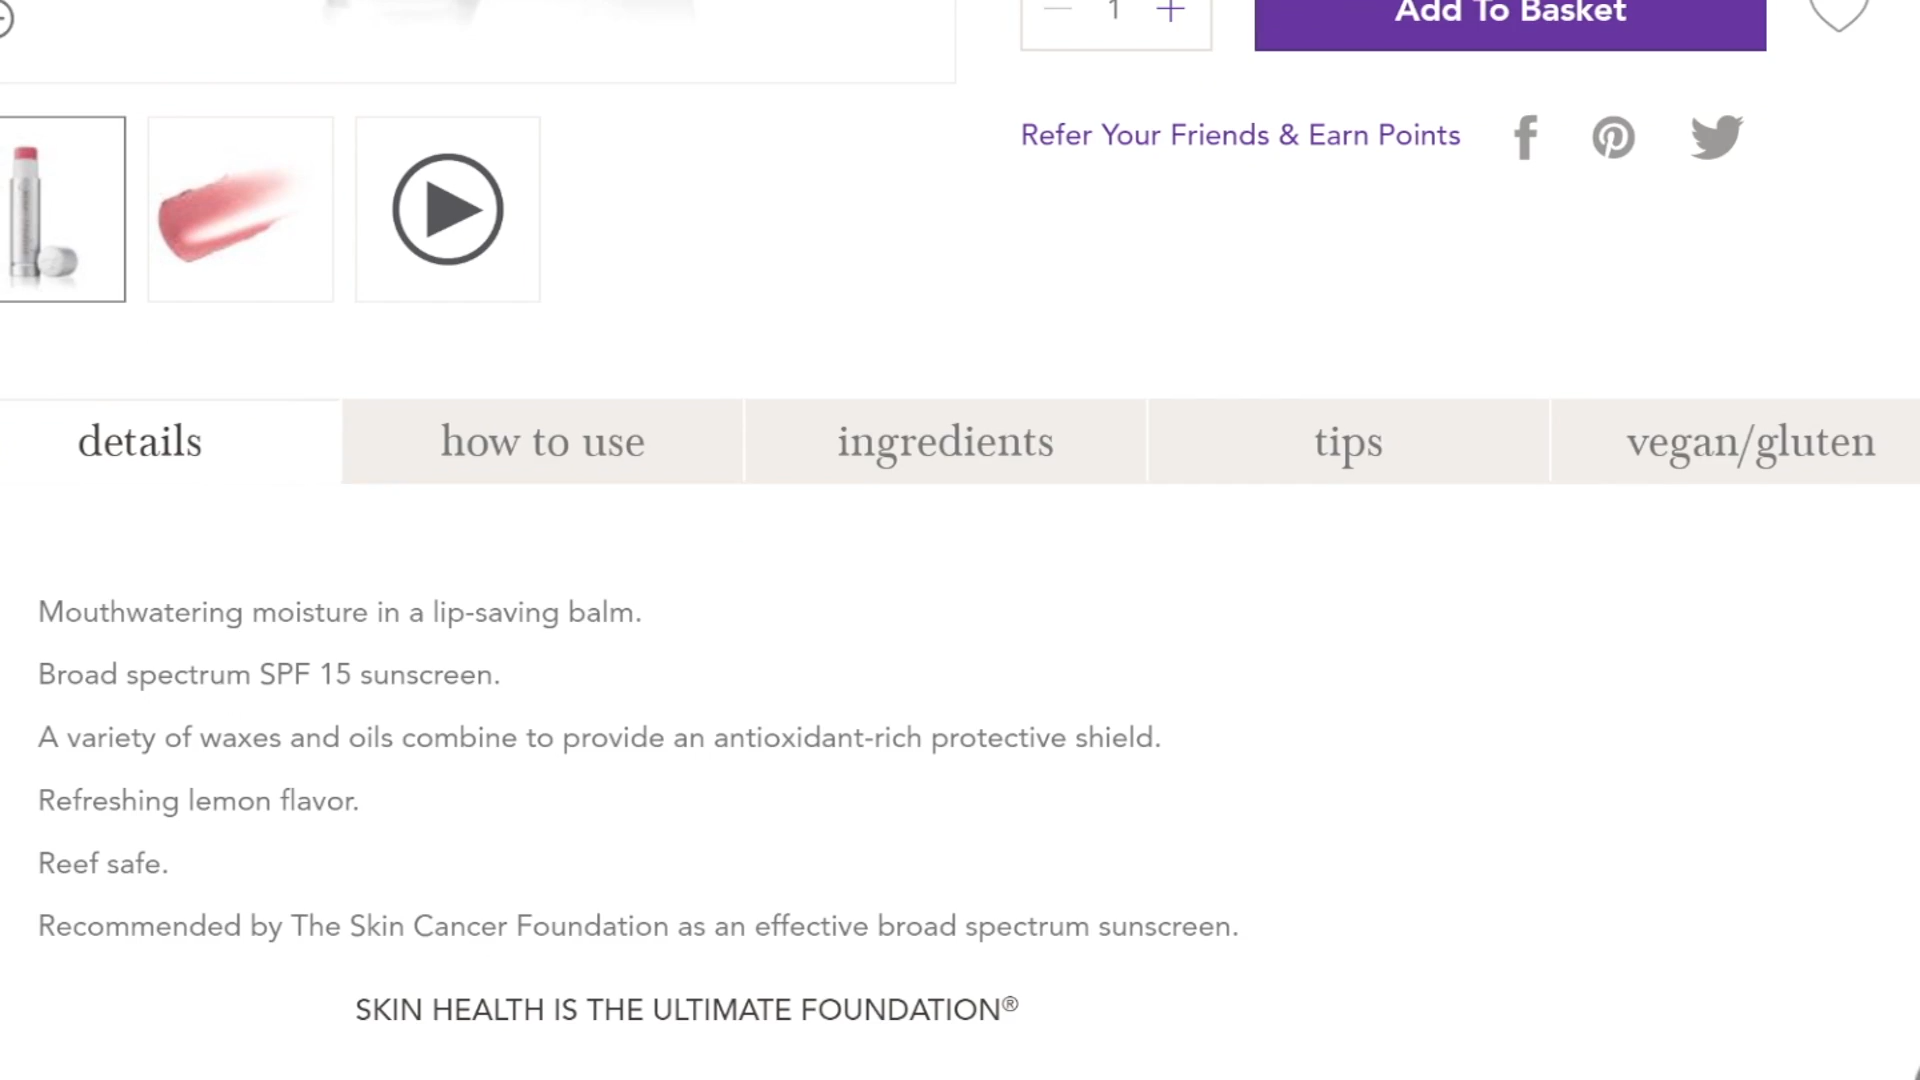 1
Add To Basket
Refer Your Friends & Earn Points
details
how to use
ingredients
tips
vegan/gluten
Mouthwatering moisture in a lip-saving balm.
Broad spectrum SPF 15 sunscreen.
A variety of waxes and oils combine to provide an antioxidant-rich protective shield.
Refreshing lemon flavor.
Reef safe.
Recommended by The Skin Cancer Foundation as an effective broad spectrum sunscreen.
SKIN HEALTH IS THE ULTIMATE FOUNDATION®